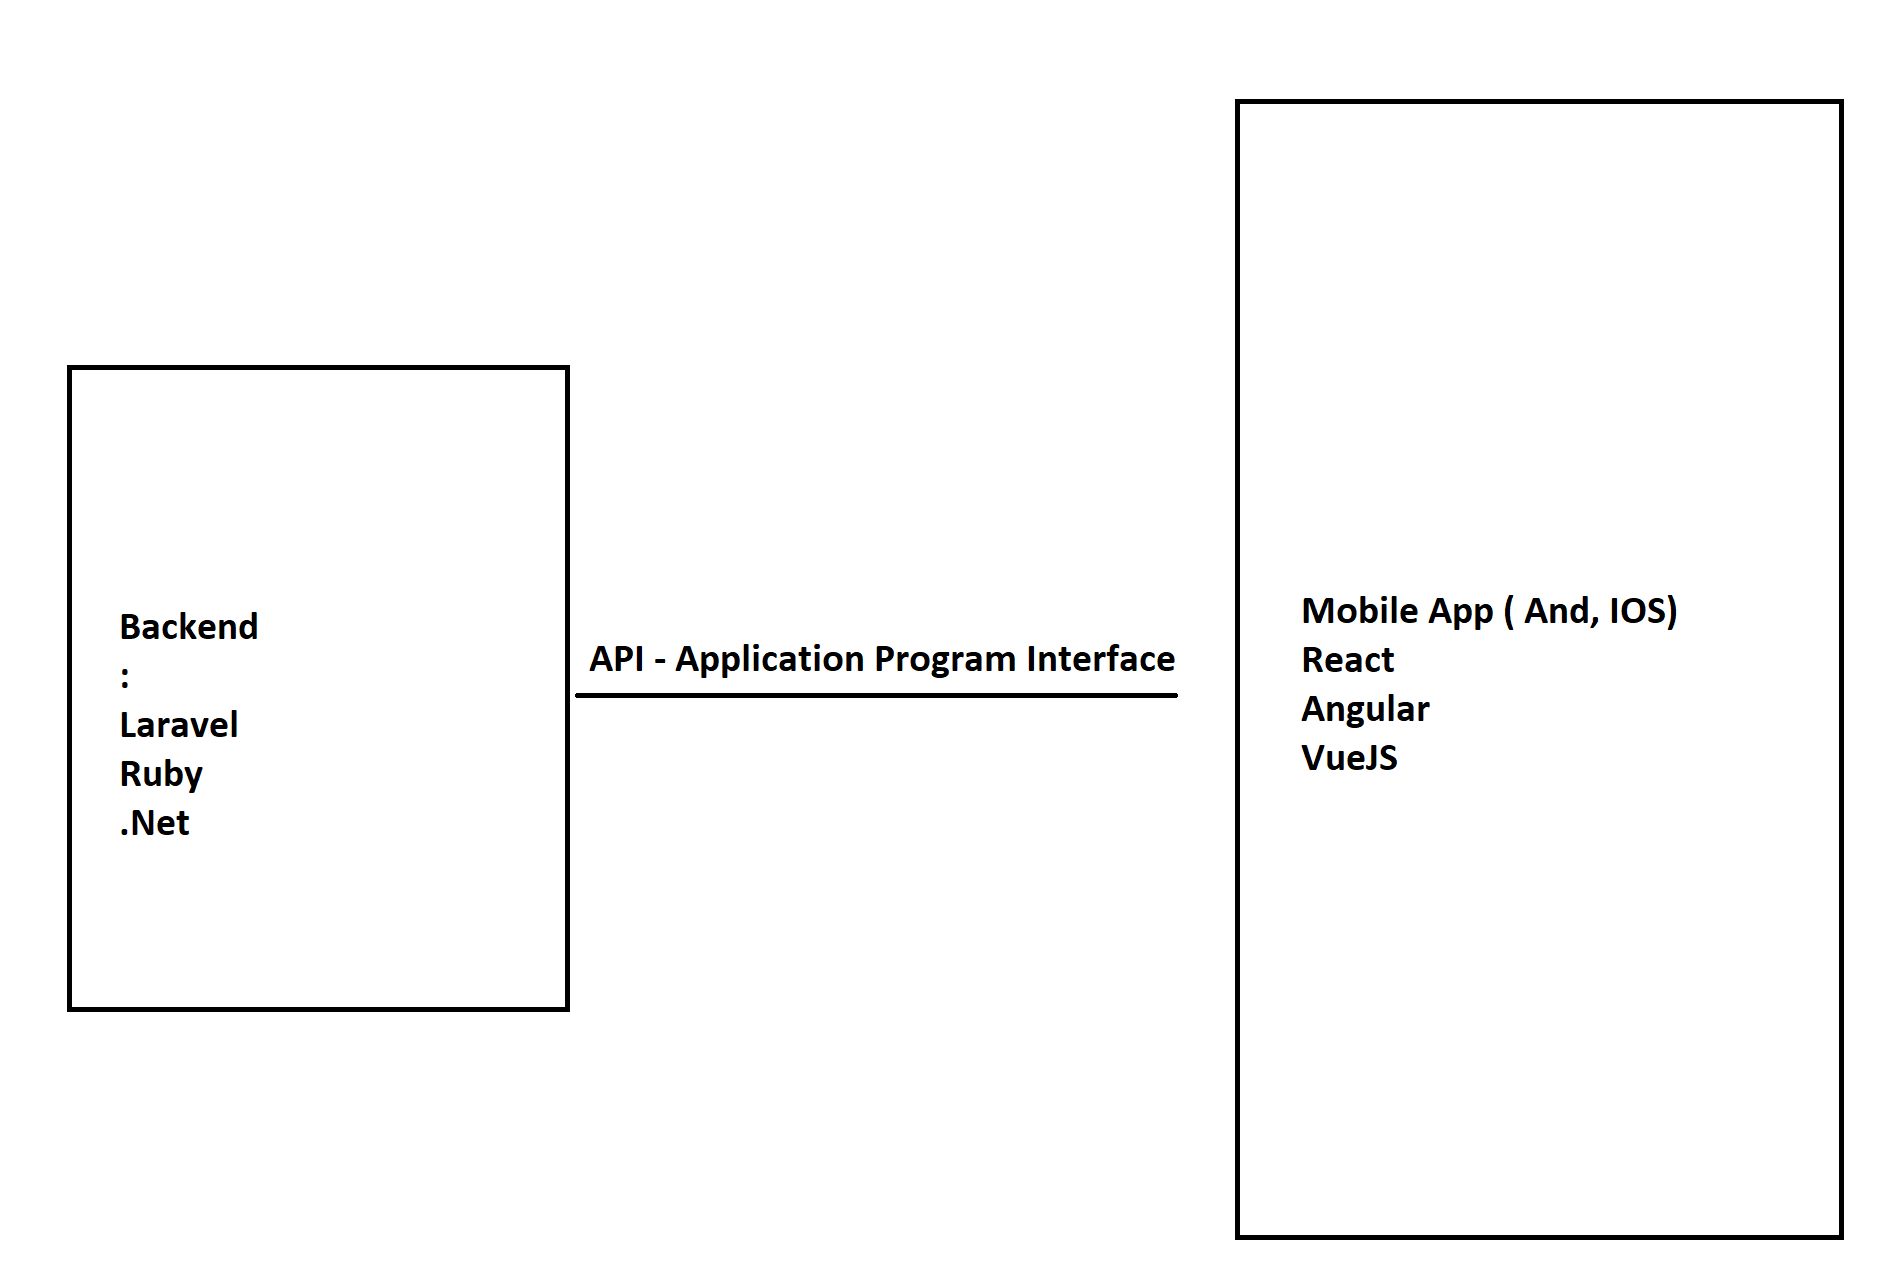 Backend
:
Laravel
Ruby
.Net
API - Application Program Interface
Mobile App ( And, IOS)
React
Angular
VueJS